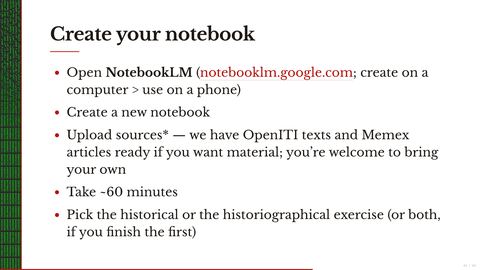 Create your notebook
• Open NotebookLM (notebooklm.google.com; create on a
computer > use on a phone)
• Create a new notebook
• Upload sources* — we have OpenITI texts and Memex
articles ready if you want material; you’re welcome to bring
your own
• Take ~60 minutes
• Pick the historical or the historiographical exercise (or both,
if you finish the first)